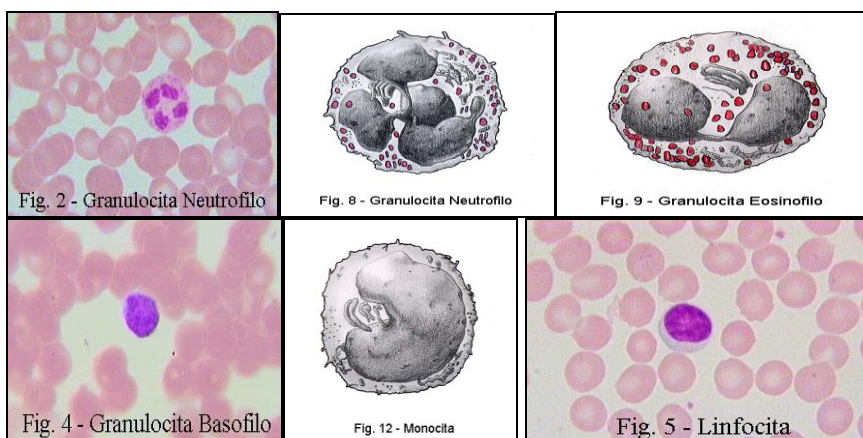 Fig. 2 - Granulocita Neutrofilo
Fig. 8 - Granulocita Neutrofilo
Fig. 9 - Granulocita Eosinofilo
Fig. 4 - Granulocita Basofilo
Fig. 12 - Monocita
Fig. 5 - Linfocita